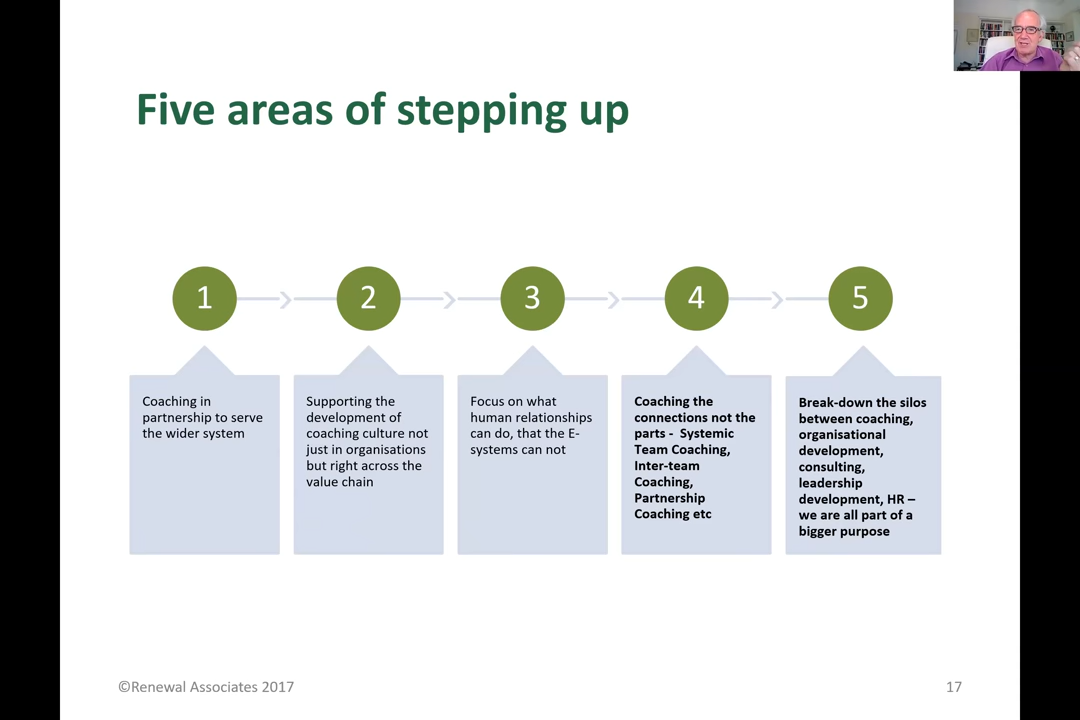 Five areas of stepping up
1
2
3
4
5
Coaching in
partnership to serve
the wider system
Supporting the
development of
coaching culture not
just in organisations
but right across the
value chain
Focus on what
human relationships
can do, that the E-
systems can not
Coaching the
connections not the
parts - Systemic
Team Coaching,
Inter-team
Coaching,
Partnership
Coaching etc
Break-down the silos
between coaching,
organisational
development,
consulting,
leadership
development, HR –
we are all part of a
bigger purpose
©Renewal Associates 2017
17